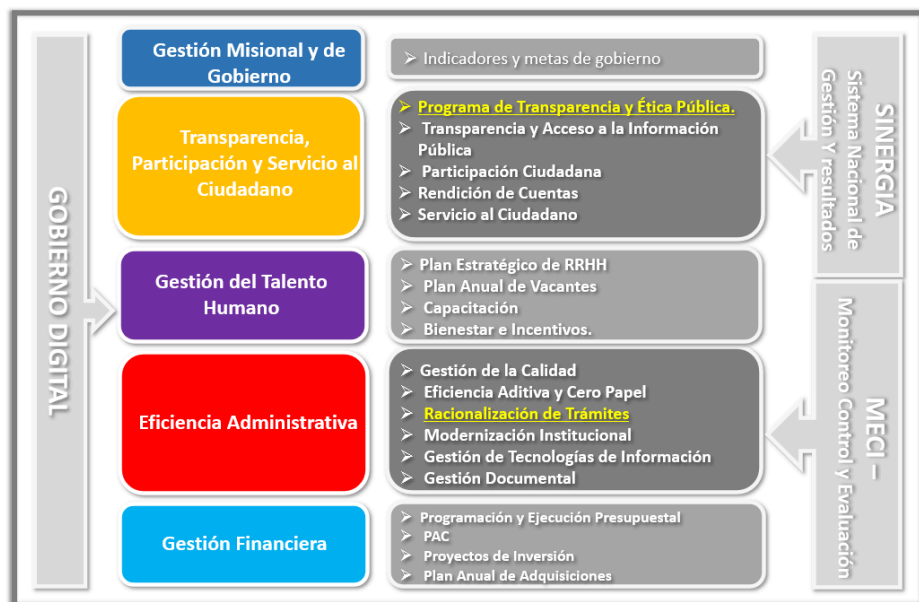 GOBIERNO DIGITAL
Gestión Misional y de
Gobierno
➢ Indicadores y metas de gobierno
Transparencia,
Participación y Servicio al
Ciudadano
➢ Programa de Transparencia y Ética Pública.
➢ Transparencia y Acceso a la Información
Pública
➢ Participación Ciudadana
➢ Rendición de Cuentas
➢ Servicio al Ciudadano
Gestión del Talento
Humano
➢ Plan Estratégico de RRHH
➢ Plan Anual de Vacantes
➢ Capacitación
➢ Bienestar e Incentivos.
Eficiencia Administrativa
➢ Gestión de la Calidad
➢ Eficiencia Aditiva y Cero Papel
➢ Racionalización de Trámites
➢ Modernización Institucional
➢ Gestión de Tecnologías de Información
➢ Gestión Documental
Gestión Financiera
➢ Programación y Ejecución Presupuestal
➢ PAC
➢ Proyectos de Inversión
➢ Plan Anual de Adquisiciones
SINERGIA
Sistema Nacional de
Gestión Y resultados
MECI –
Monitoreo Control y Evaluación